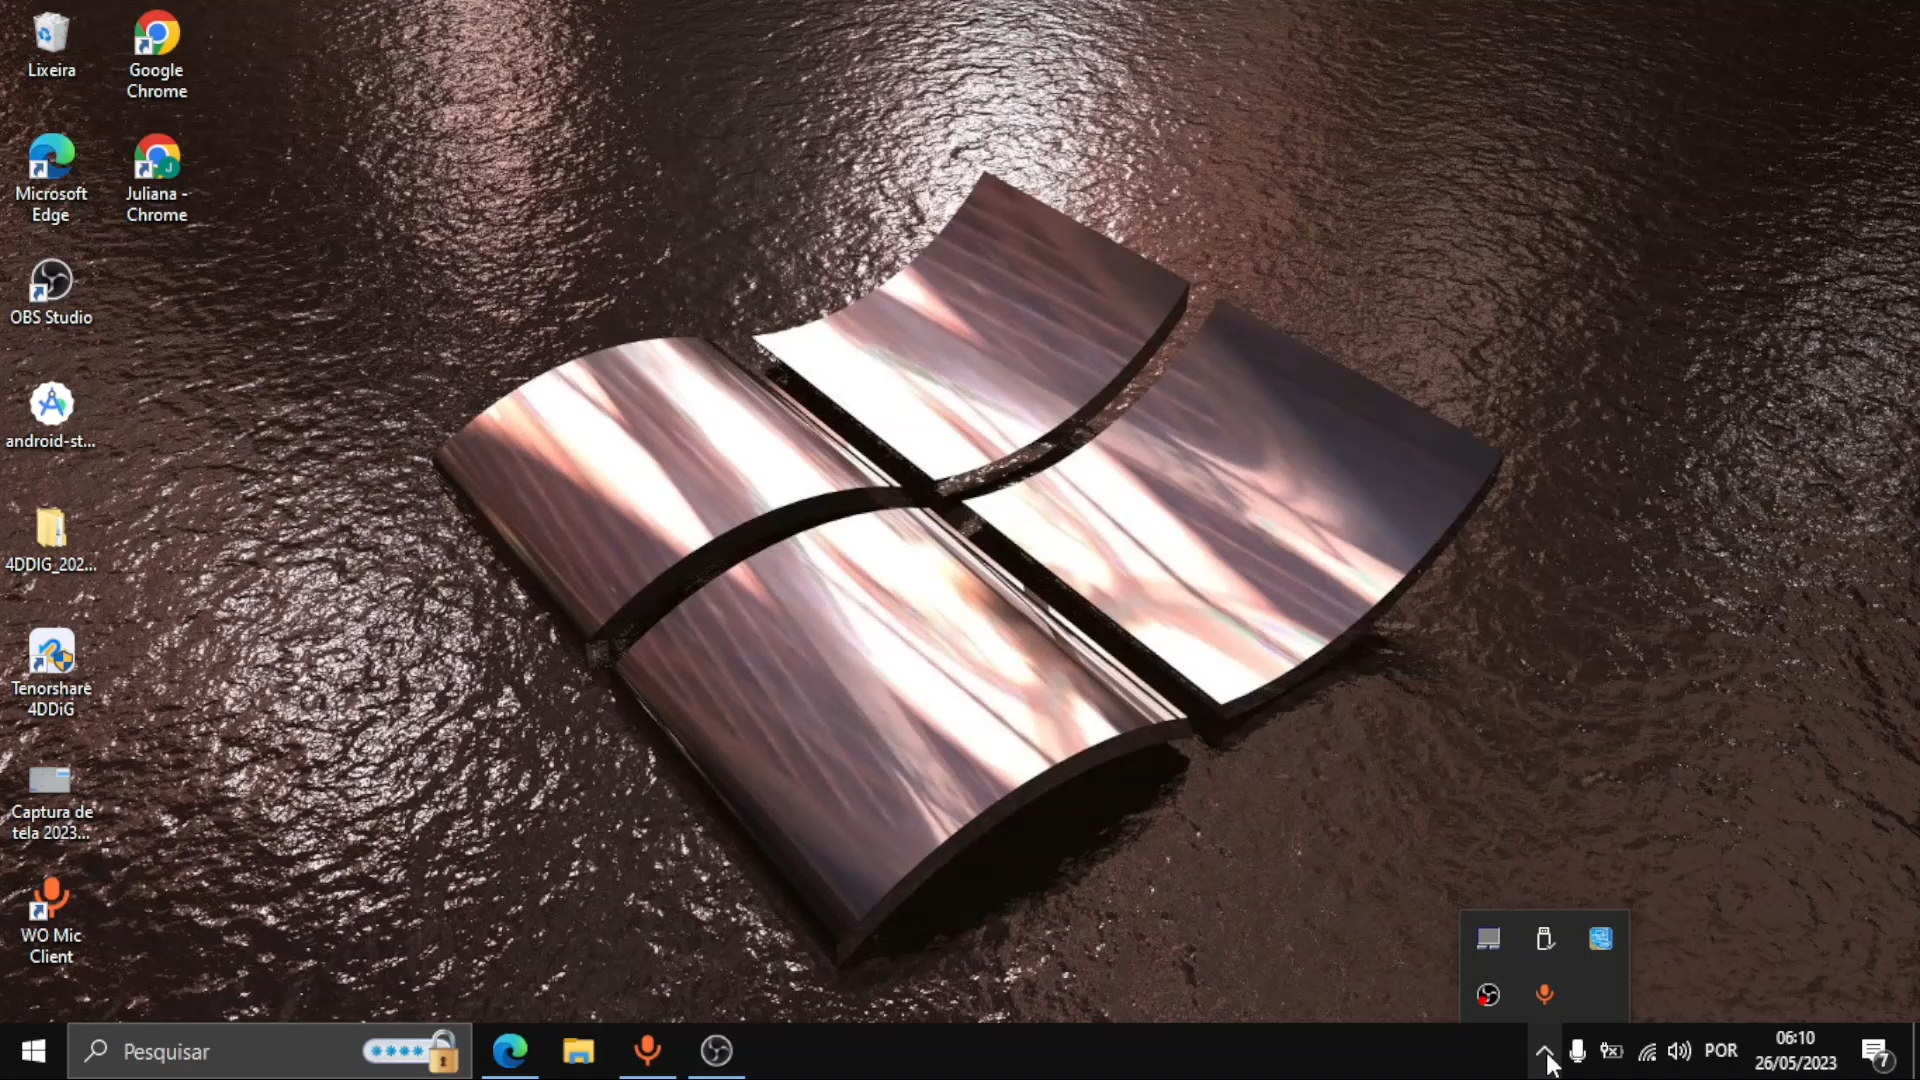 Lixeira
Google
Chrome
Microsoft
Edge
Juliana -
Chrome
OBS Studio
android-st...
4DDIG_202...
Tenorshare
4DDiG
Captura de
tela 2023...
WO Mic
Client
Pesquisar
****
POR
06:10
26/05/2023
7